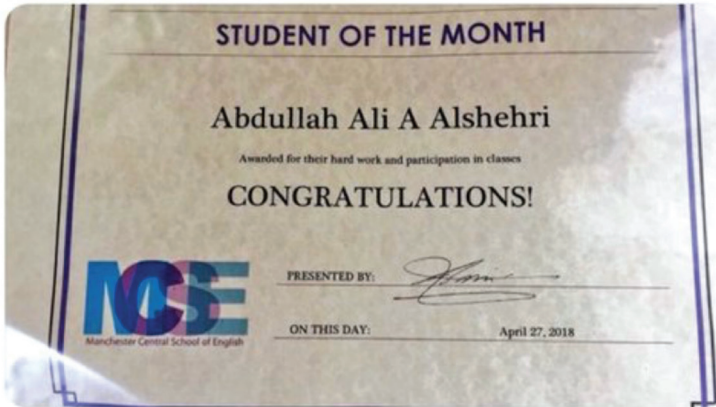 STUDENT OF THE MONTH
Abdullah Ali A Alshehri
Awarded for their hard work and participation in classes
CONGRATULATIONS!
MCSE
Manchester Central School of English
PRESENTED BY:
ON THIS DAY: April 27, 2018